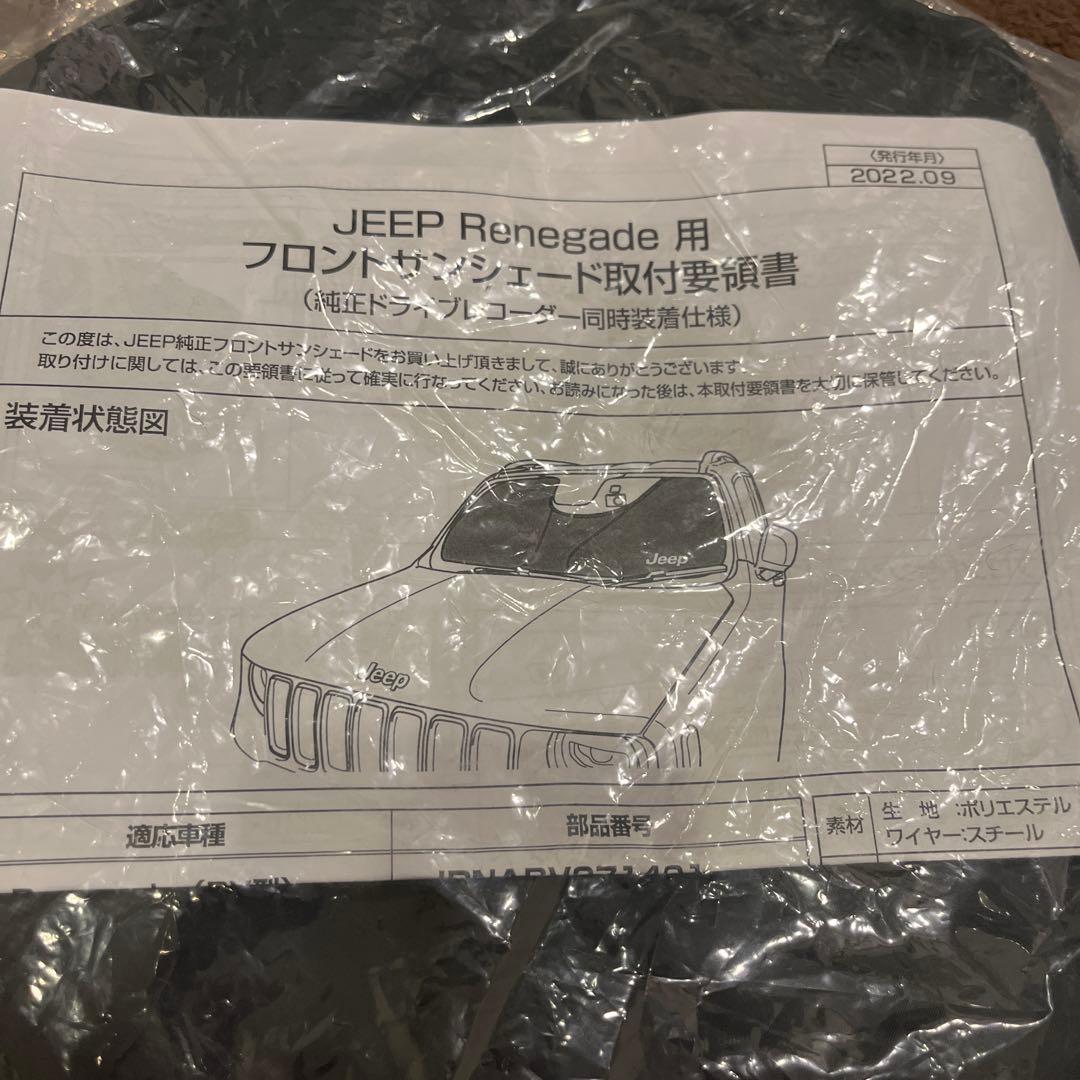 〈発行年月〉
2022.09
JEEP Renegade 用
フロントサンシェード取付要領書
(純正ドライブレコーダー同時装着仕様)
この度は、JEEP純正フロントサンシェードをお買い上げ頂きまして、誠にありがとうございます。
取り付けに関しては、この要領書に従って確実に行なってください。お読みになった後は、本取付要領書を大切に保管してください。
装着状態図
Jeep
Jeep
適応車種
部品番号
素材
生 地 :ポリエステル
ワイヤー:スチール